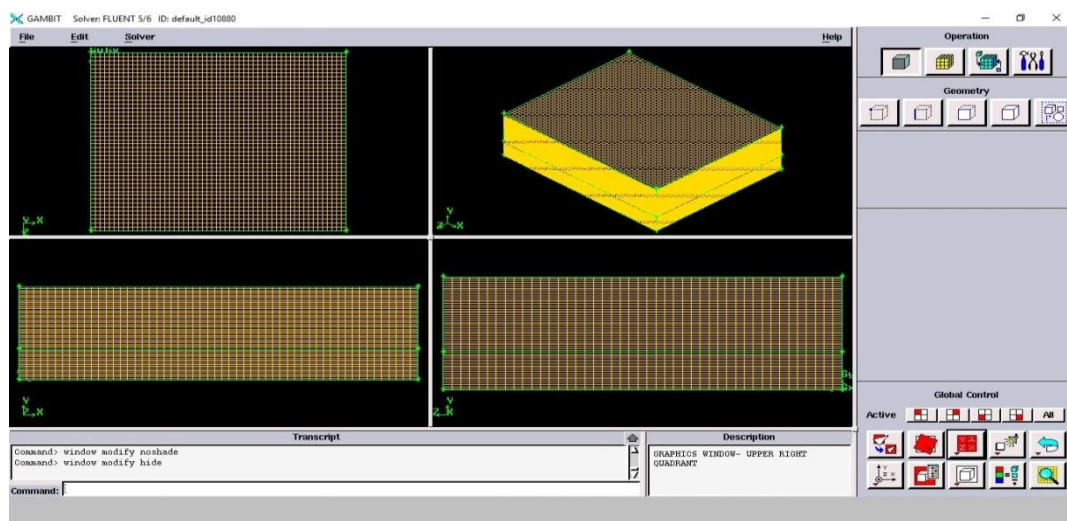 GAMBIT Solver: FLUENT 5/6 ID: default_id10880
File Edit Solver Help
Operation
Geometry
Global Control
Active All
Transcript
Command> window modify noshade
Command> window modify hide
Command:
Description
GRAPHICS WINDOW- UPPER RIGHT
QUADRANT